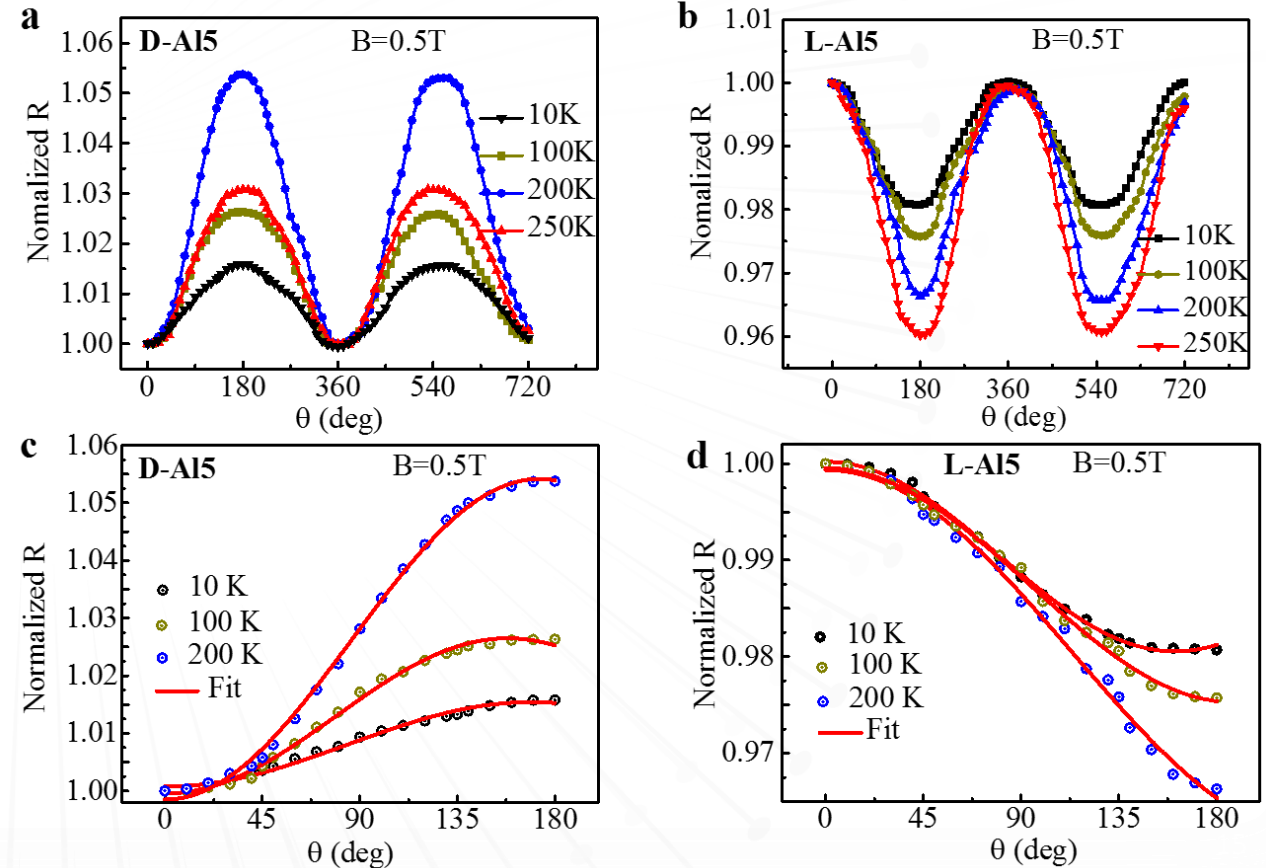 a
D-Al5
B=0.5T
1.06
1.05
1.04
1.03
1.02
1.01
1.00
Nomalized R
10K
100K
200K
250K
0
180
360
540
720
θ (deg)
b
L-Al5
B=0.5T
1.01
1.00
0.99
0.98
0.97
0.96
Nomalized R
10K
100K
200K
250K
0
180
360
540
720
θ (deg)
c
D-Al5
B=0.5T
1.06
1.05
1.04
1.03
1.02
1.01
1.00
Normalized R
10 K
100 K
200 K
Fit
0
45
90
135
180
θ (deg)
d
L-Al5
B=0.5T
1.00
0.99
0.98
0.97
Normalized R
10 K
100 K
200 K
Fit
0
45
90
135
180
θ (deg)